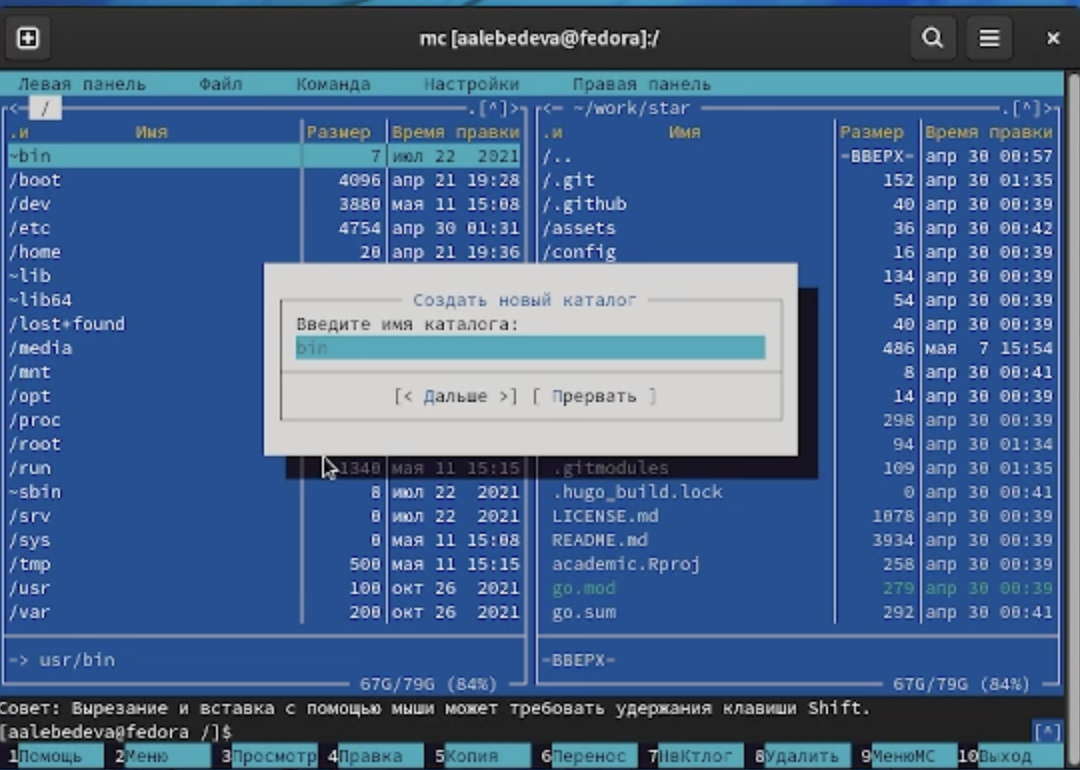 mc [aalebedeva@fedora]:/
Левая панель Файл Команда Настройки Правая панель
<─ / .[^]> <─ ~/work/star .[^]>
.и Имя Размер Время правки .и Имя Размер Время правки
~bin 7 июл 22 2021 /.. -ВВЕРХ- апр 30 00:57
/boot 4096 апр 21 19:28 /.git 152 апр 30 01:35
/dev 3880 мая 11 15:08 /.github 40 апр 30 00:39
/etc 4754 апр 30 01:31 /assets 36 апр 30 00:42
/home 20 апр 21 19:36 /config 16 апр 30 00:39
~lib 134 апр 30 00:39
~lib64 Создать новый каталог 54 апр 30 00:39
/lost+found Введите имя каталога: 40 апр 30 00:39
/media bin 486 мая 7 15:54
/mnt 8 апр 30 00:41
/opt [< Дальше >] [ Прервать ] 14 апр 30 00:39
/proc 298 апр 30 00:39
/root 94 апр 30 01:34
/run 1340 мая 11 15:15 .gitmodules 109 апр 30 01:35
~sbin 8 июл 22 2021 .hugo_build.lock 0 апр 30 00:41
/srv 0 июл 22 2021 LICENSE.md 1078 апр 30 00:39
/sys 0 мая 11 15:08 README.md 3934 апр 30 00:39
/tmp 500 мая 11 15:15 academic.Rproj 258 апр 30 00:39
/usr 100 окт 26 2021 go.mod 279 апр 30 00:39
/var 200 окт 26 2021 go.sum 292 апр 30 00:41
-> usr/bin -ВВЕРХ-
67G/79G (84%) 67G/79G (84%)
Совет: Вырезание и вставка с помощью мыши может требовать удержания клавиши Shift.
[aalebedeva@fedora /]$ [^]
1Помощь 2Меню 3Просмотр 4Правка 5Копия 6Перенос 7НвКтлог 8Удалить 9МенюMC 10Выход